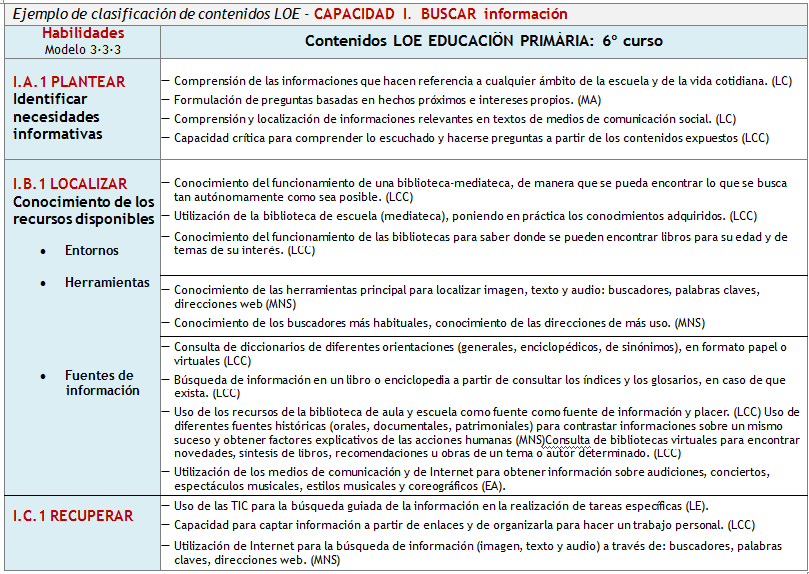 Ejemplo de clasificación de contenidos LOE - CAPACIDAD I. BUSCAR información
Habilidades
Modelo 3-3-3
Contenidos LOE EDUCACIÓN PRIMÀRIA: 6º curso
I.A.1 PLANTEAR
Identificar
necesidades
informativas
— Comprensión de las informaciones que hacen referencia a cualquier ámbito de la escuela y de la vida cotidiana. (LC)
— Formulación de preguntas basadas en hechos próximos e intereses propios. (MA)
— Comprensión y localización de informaciones relevantes en textos de medios de comunicación social. (LC)
— Capacidad crítica para comprender lo escuchado y hacerse preguntas a partir de los contenidos expuestos (LCC)
I.B.1 LOCALIZAR
Conocimiento de los
recursos disponibles
• Entornos
— Conocimiento del funcionamiento de una biblioteca-mediateca, de manera que se pueda encontrar lo que se busca
tan autónomamente como sea posible. (LCC)
— Utilización de la biblioteca de escuela (mediateca), poniendo en práctica los conocimientos adquiridos. (LCC)
— Conocimiento del funcionamiento de las bibliotecas para saber donde se pueden encontrar libros para su edad y de
temas de su interés. (LCC)
• Herramientas
— Conocimiento de las herramientas principal para localizar imagen, texto y audio: buscadores, palabras claves,
direcciones web (MNS)
— Conocimiento de los buscadores más habituales, conocimiento de las direcciones de más uso. (MNS)
• Fuentes de
información
— Consulta de diccionarios de diferentes orientaciones (generales, enciclopédicos, de sinónimos), en formato papel o
virtuales (LCC)
— Búsqueda de información en un libro o enciclopedia a partir de consultar los índices y los glosarios, en caso de que
exista. (LCC)
— Uso de los recursos de la biblioteca de aula y escuela como fuente como fuente de información y placer. (LCC) Uso de
diferentes fuentes históricas (orales, documentales, patrimoniales) para contrastar informaciones sobre un mismo
suceso y obtener factores explicativos de las acciones humanas (MNS)Consulta de bibliotecas virtuales para encontrar
novedades, síntesis de libros, recomendaciones u obras de un tema o autor determinado. (LCC)
— Utilización de los medios de comunicación y de Internet para obtener información sobre audiciones, conciertos,
espectáculos musicales, estilos musicales y coreográficos (EA).
I.C.1 RECUPERAR
— Uso de las TIC para la búsqueda guiada de la información en la realización de tareas específicas (LE).
— Capacidad para captar información a partir de enlaces y de organizarla para hacer un trabajo personal. (LCC)
— Utilización de Internet para la búsqueda de información (imagen, texto y audio) a través de: buscadores, palabras
claves, direcciones web. (MNS)